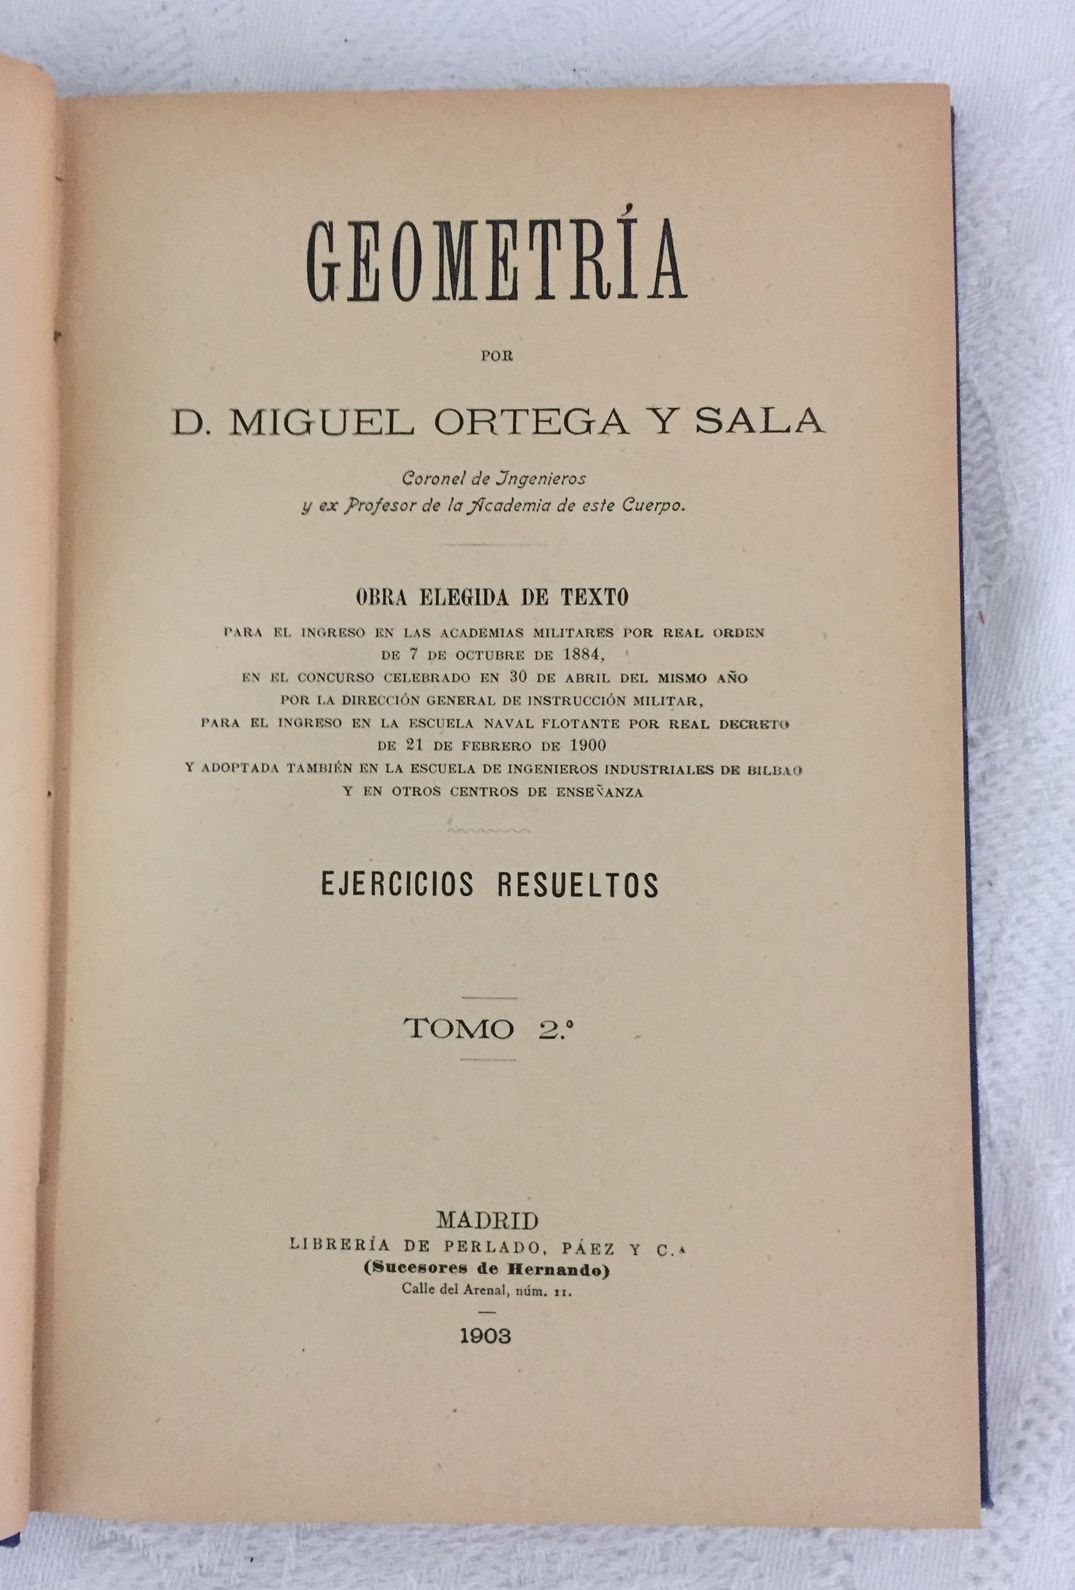 GEOMETRÍA
POR
D. MIGUEL ORTEGA Y SALA
Coronel de Ingenieros
y ex Profesor de la Academia de este Cuerpo.
OBRA ELEGIDA DE TEXTO
PARA EL INGRESO EN LAS ACADEMIAS MILITARES POR REAL ORDEN
DE 7 DE OCTUBRE DE 1884,
EN EL CONCURSO CELEBRADO EN 30 DE ABRIL DEL MISMO AÑO
POR LA DIRECCIÓN GENERAL DE INSTRUCCIÓN MILITAR,
PARA EL INGRESO EN LA ESCUELA NAVAL FLOTANTE POR REAL DECRETO
DE 21 DE FEBRERO DE 1900
Y ADOPTADA TAMBIÉN EN LA ESCUELA DE INGENIEROS INDUSTRIALES DE BILBAO
Y EN OTROS CENTROS DE ENSEÑANZA
EJERCICIOS RESUELTOS
TOMO 2.º
MADRID
LIBRERÍA DE PERLADO, PÁEZ Y C.ᴬ
(Sucesores de Hernando)
Calle del Arenal, núm. 11.
1903